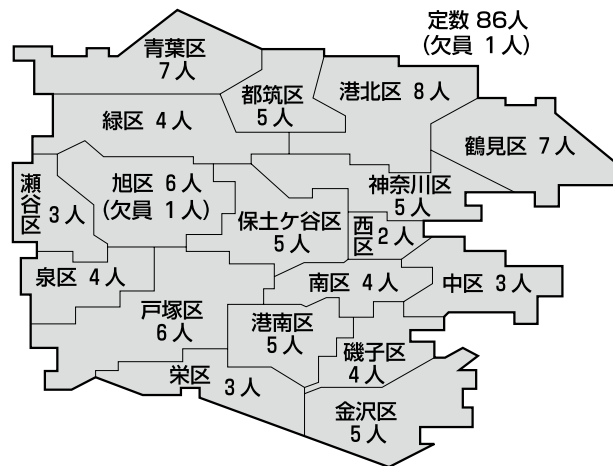 定数 86人
(欠員 1人)
青葉区
7人
都筑区
5人
港北区 8人
緑区 4人
鶴見区 7人
瀬谷区
3人
旭区 6人
(欠員 1人)
神奈川区
5人
保土ケ谷区
5人
西区
2人
泉区 4人
南区 4人
中区 3人
戸塚区
6人
港南区
5人
磯子区
4人
栄区
3人
金沢区
5人